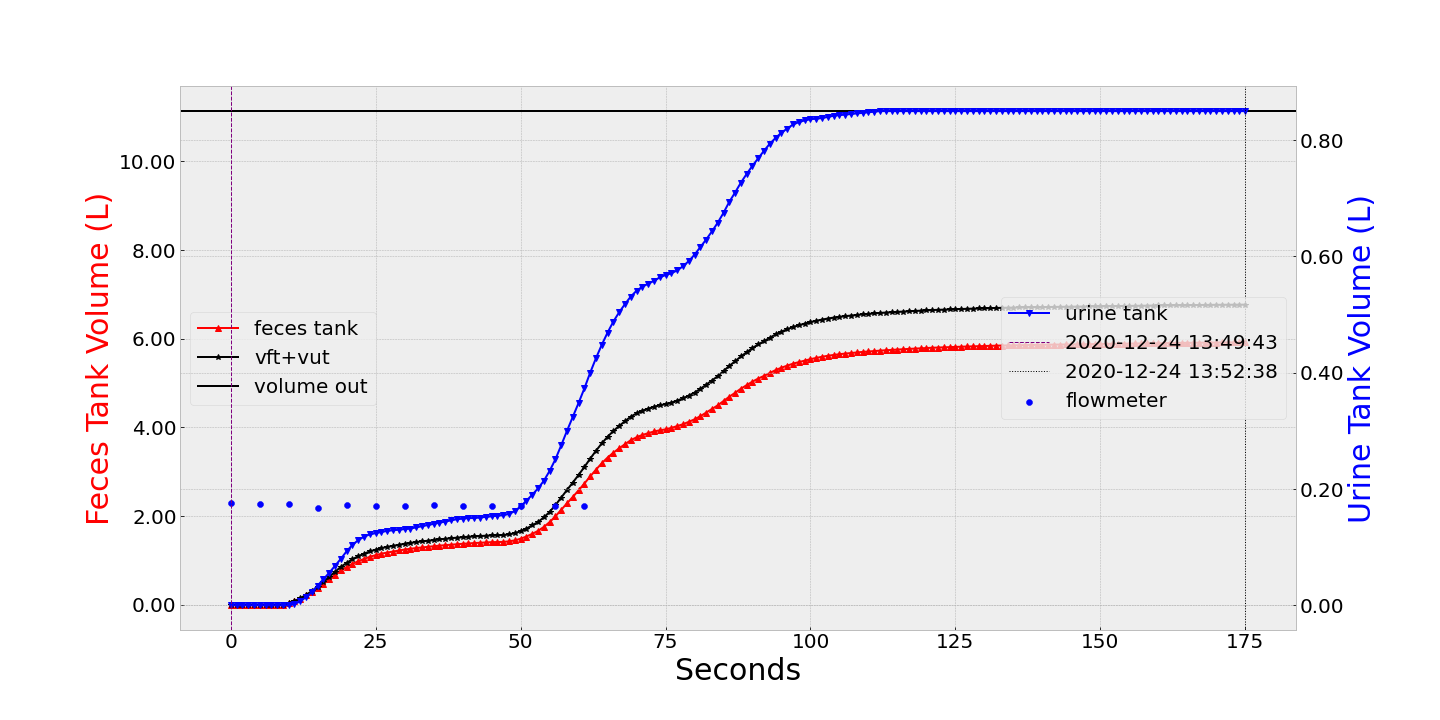 Feces Tank Volume (L)
10.00
8.00
6.00
4.00
2.00
0.00
feces tank
vft+vut
volume out
urine tank
2020-12-24 13:49:43
2020-12-24 13:52:38
flowmeter
0.80
0.60
0.40
0.20
0.00
Urine Tank Volume (L)
0 25 50 75 100 125 150 175
Seconds